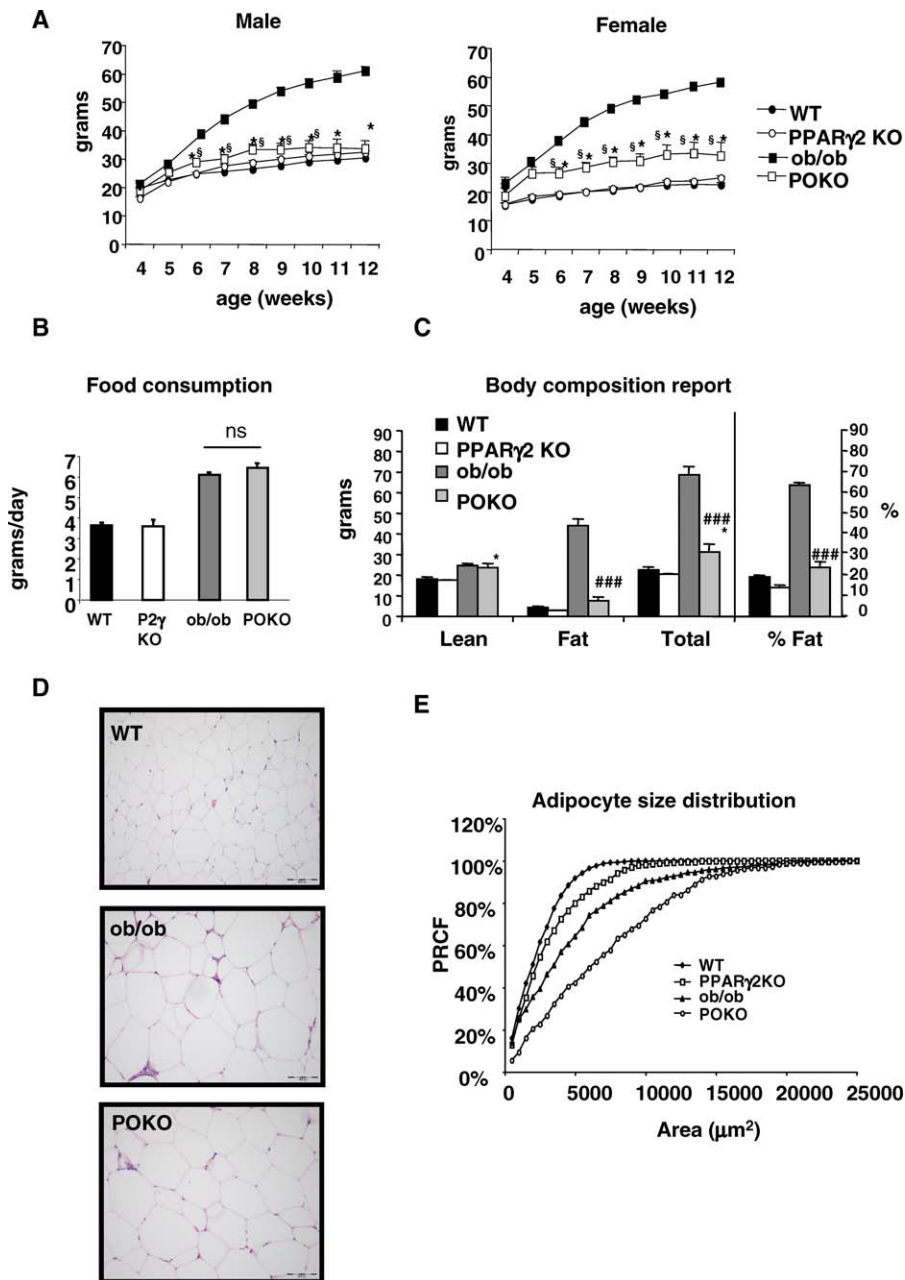 A
Male
Female
70
60
50
40
30
20
10
0
grams
*§ *§ *§ *§ *§ * *
4 5 6 7 8 9 10 11 12
age (weeks)
70
60
50
40
30
20
10
0
grams
§* §* §* §* §* §* §*
4 5 6 7 8 9 10 11 12
age (weeks)
WT
PPARγ2 KO
ob/ob
POKO
B
Food consumption
ns
7
6
5
4
3
2
1
0
grams/day
WT P2γ ob/ob POKO
KO
C
Body composition report
WT
PPARγ2 KO
ob/ob
POKO
90
80
70
60
50
40
30
20
10
0
grams
*
###
###
*
###
90
80
70
60
50
40
30
20
10
0
%
Lean Fat Total % Fat
D
WT
ob/ob
POKO
E
Adipocyte size distribution
120%
100%
80%
60%
40%
20%
0%
PRCF
WT
PPARγ2KO
ob/ob
POKO
0 5000 10000 15000 20000 25000
Area (µm²)